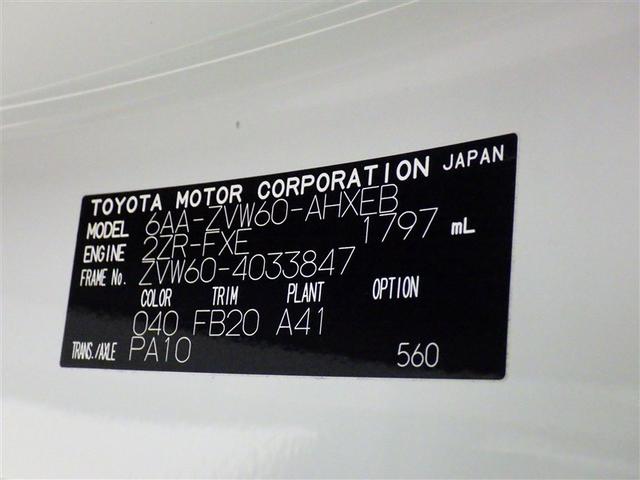 TOYOTA MOTOR CORPORATION JAPAN
MODEL 6AA-ZVW60-AHXEB
ENGINE 2ZR-FXE 1797 mL
FRAME No. ZVW60-4033847
COLOR TRIM PLANT OPTION
040 FB20 A41
TRANS./AXLE PA10 560